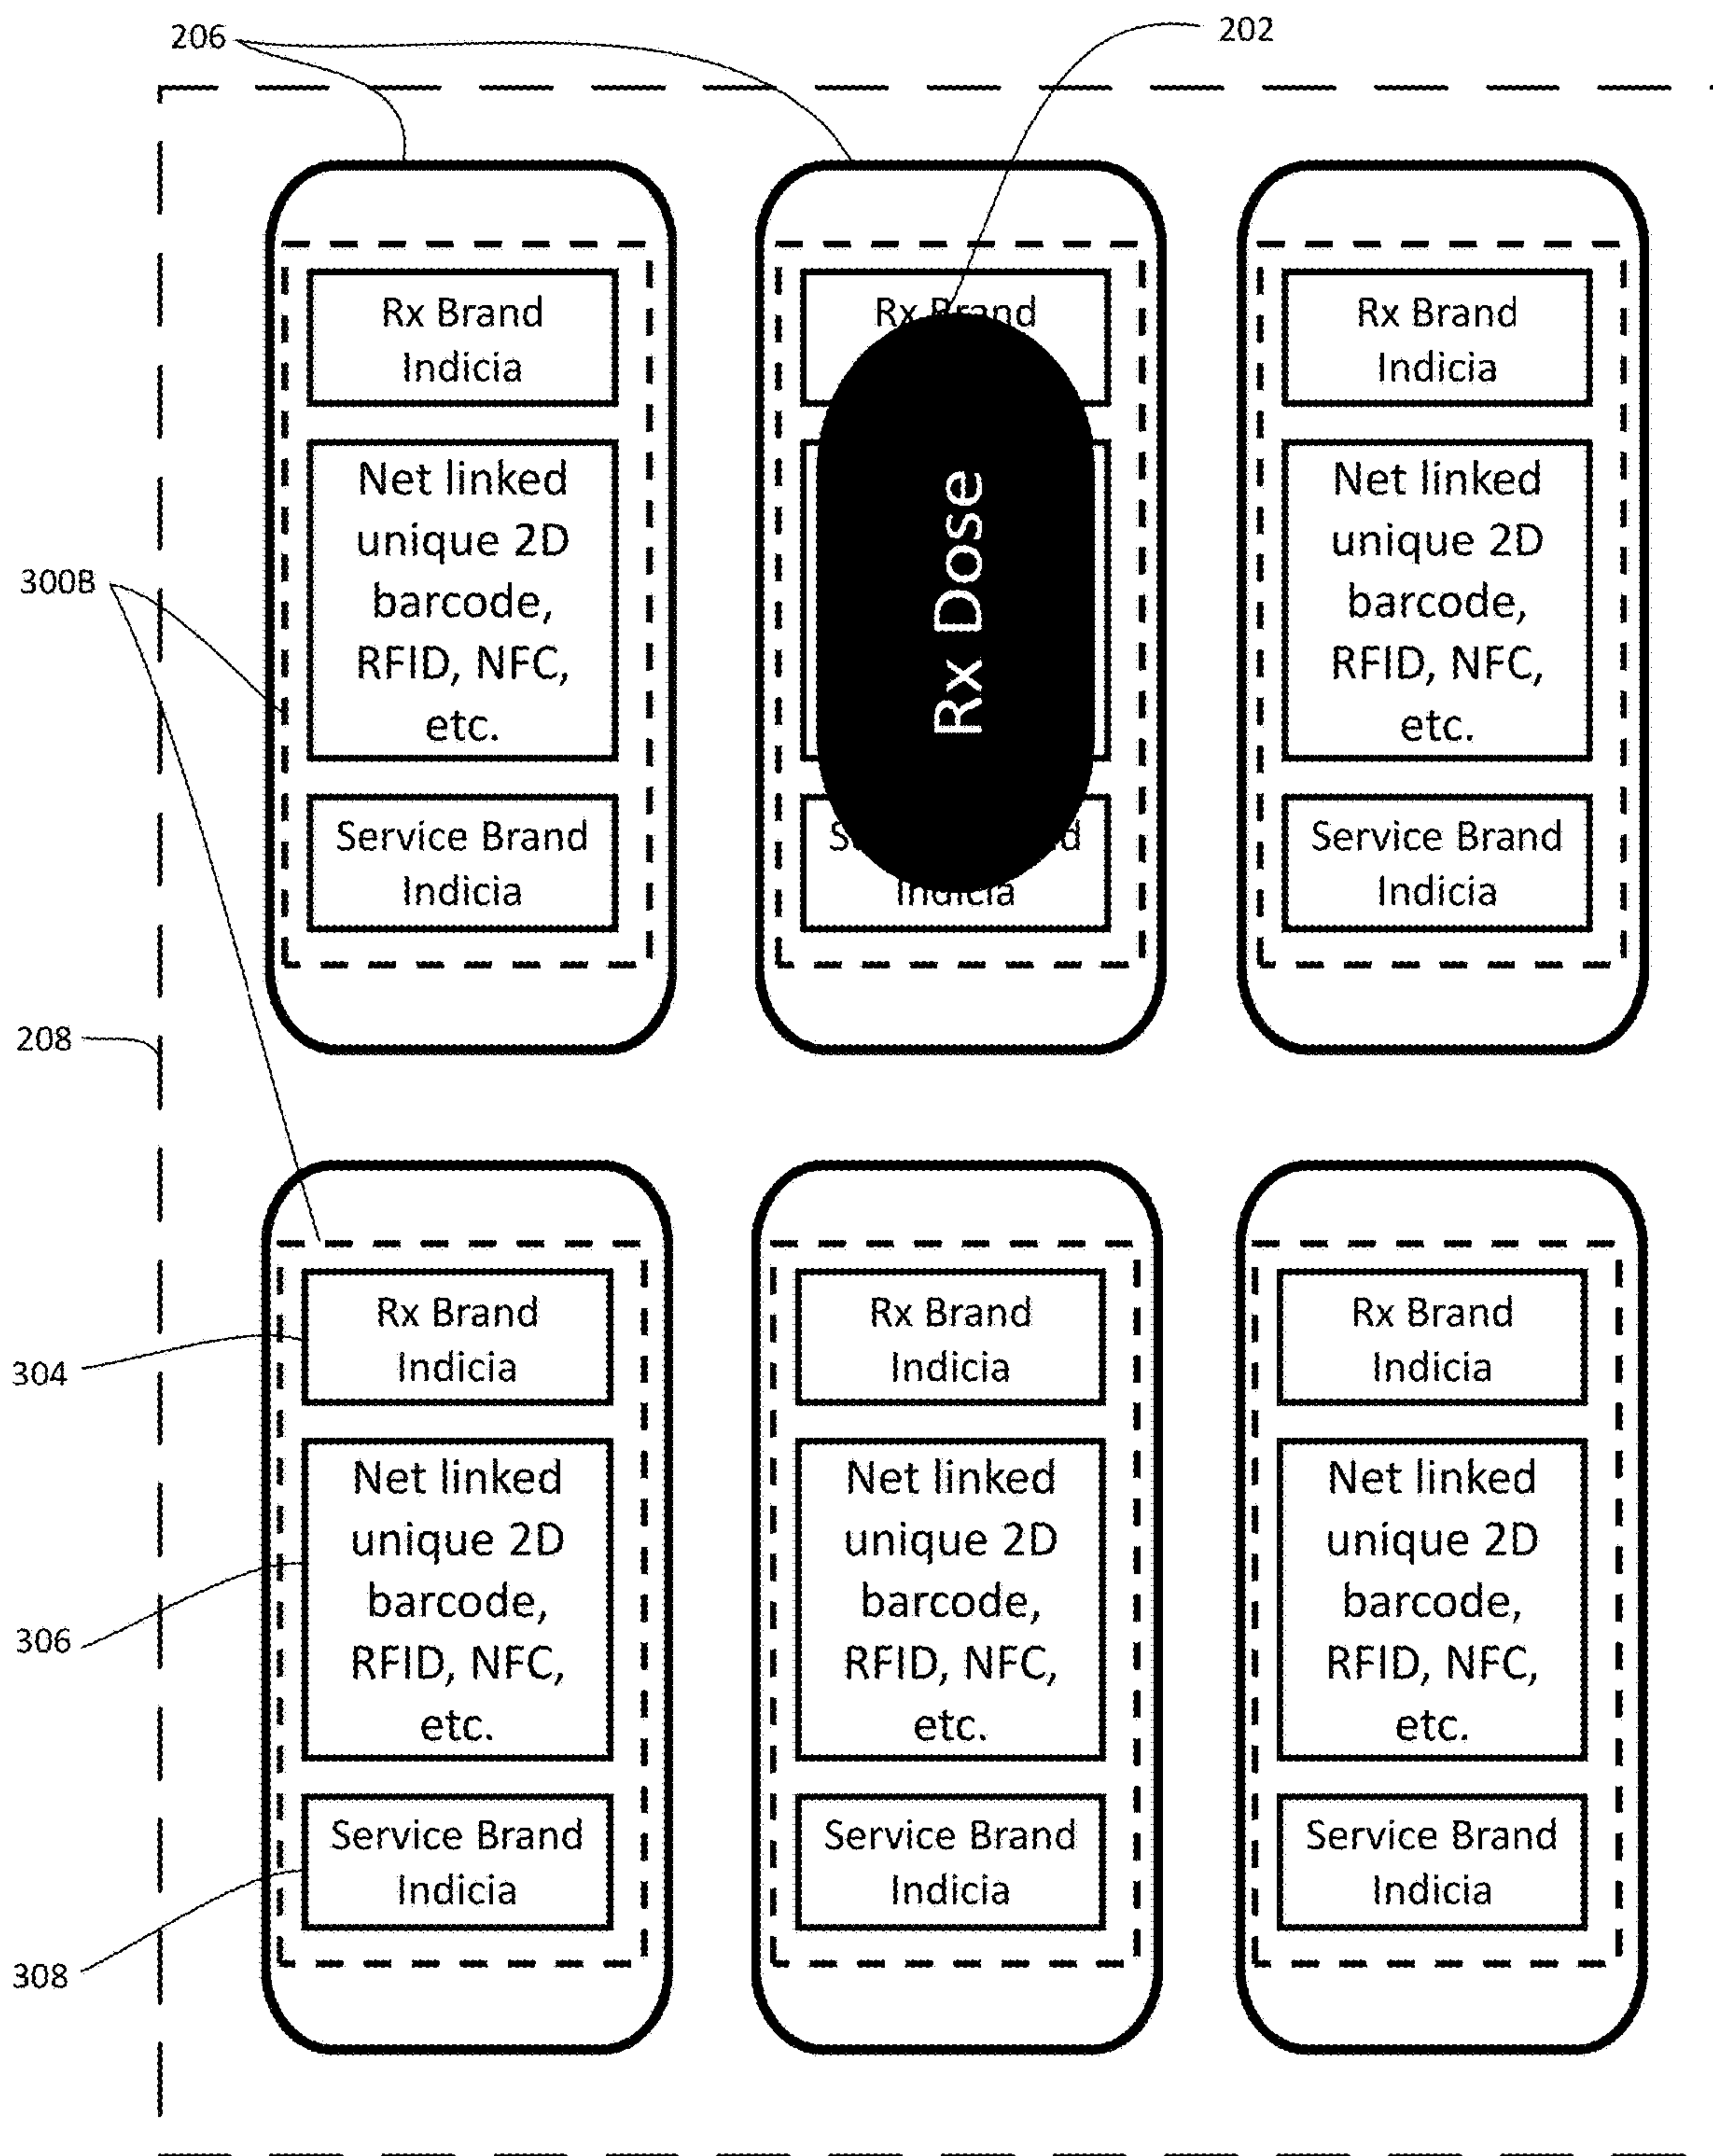 206
202
Rx Brand
Indicia
Net linked
unique 2D
barcode,
RFID, NFC,
etc.
Service Brand
Indicia
Rx Brand
Rx Dose
Indicia
Rx Brand
Indicia
Net linked
unique 2D
barcode,
RFID, NFC,
etc.
Service Brand
Indicia
300B
208
Rx Brand
Indicia
Net linked
unique 2D
barcode,
RFID, NFC,
etc.
Service Brand
Indicia
Rx Brand
Indicia
Net linked
unique 2D
barcode,
RFID, NFC,
etc.
Service Brand
Indicia
Rx Brand
Indicia
Net linked
unique 2D
barcode,
RFID, NFC,
etc.
Service Brand
Indicia
304
306
308